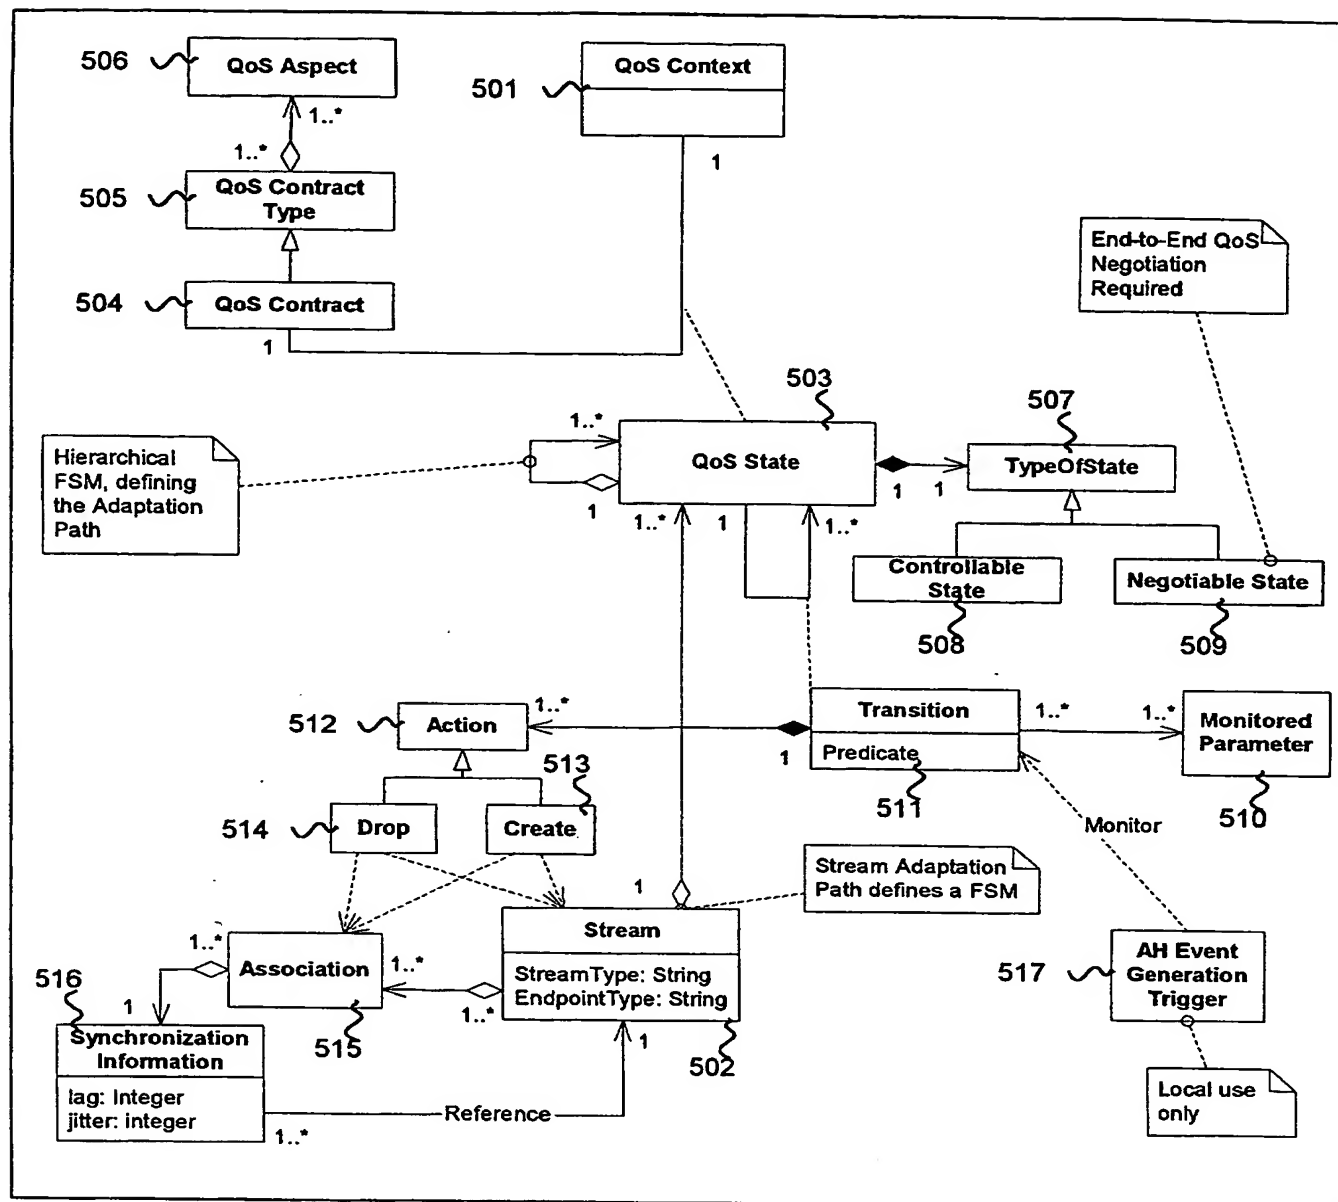 506
QoS Aspect
501
QoS Context
1..*
1..*
1
505
QoS Contract
Type
504
QoS Contract
1
End-to-End QoS
Negotiation
Required
503
507
Hierarchical
FSM, defining
the Adaptation
Path
1..*
QoS State
1
1
1
TypeOfState
1..*
1
1..*
Controllable
State
508
Negotiable State
509
512
Action
1..*
1
Transition
Predicate
511
1..*
1..*
Monitored
Parameter
510
513
514
Drop
Create
Monitor
1
Stream Adaptation
Path defines a FSM
Stream
StreamType: String
EndpointType: String
502
1..*
Association
515
1..*
1..*
516
1
Synchronization
Information
lag: Integer
jitter: integer
1..*
Reference
1
517
AH Event
Generation
Trigger
Local use
only